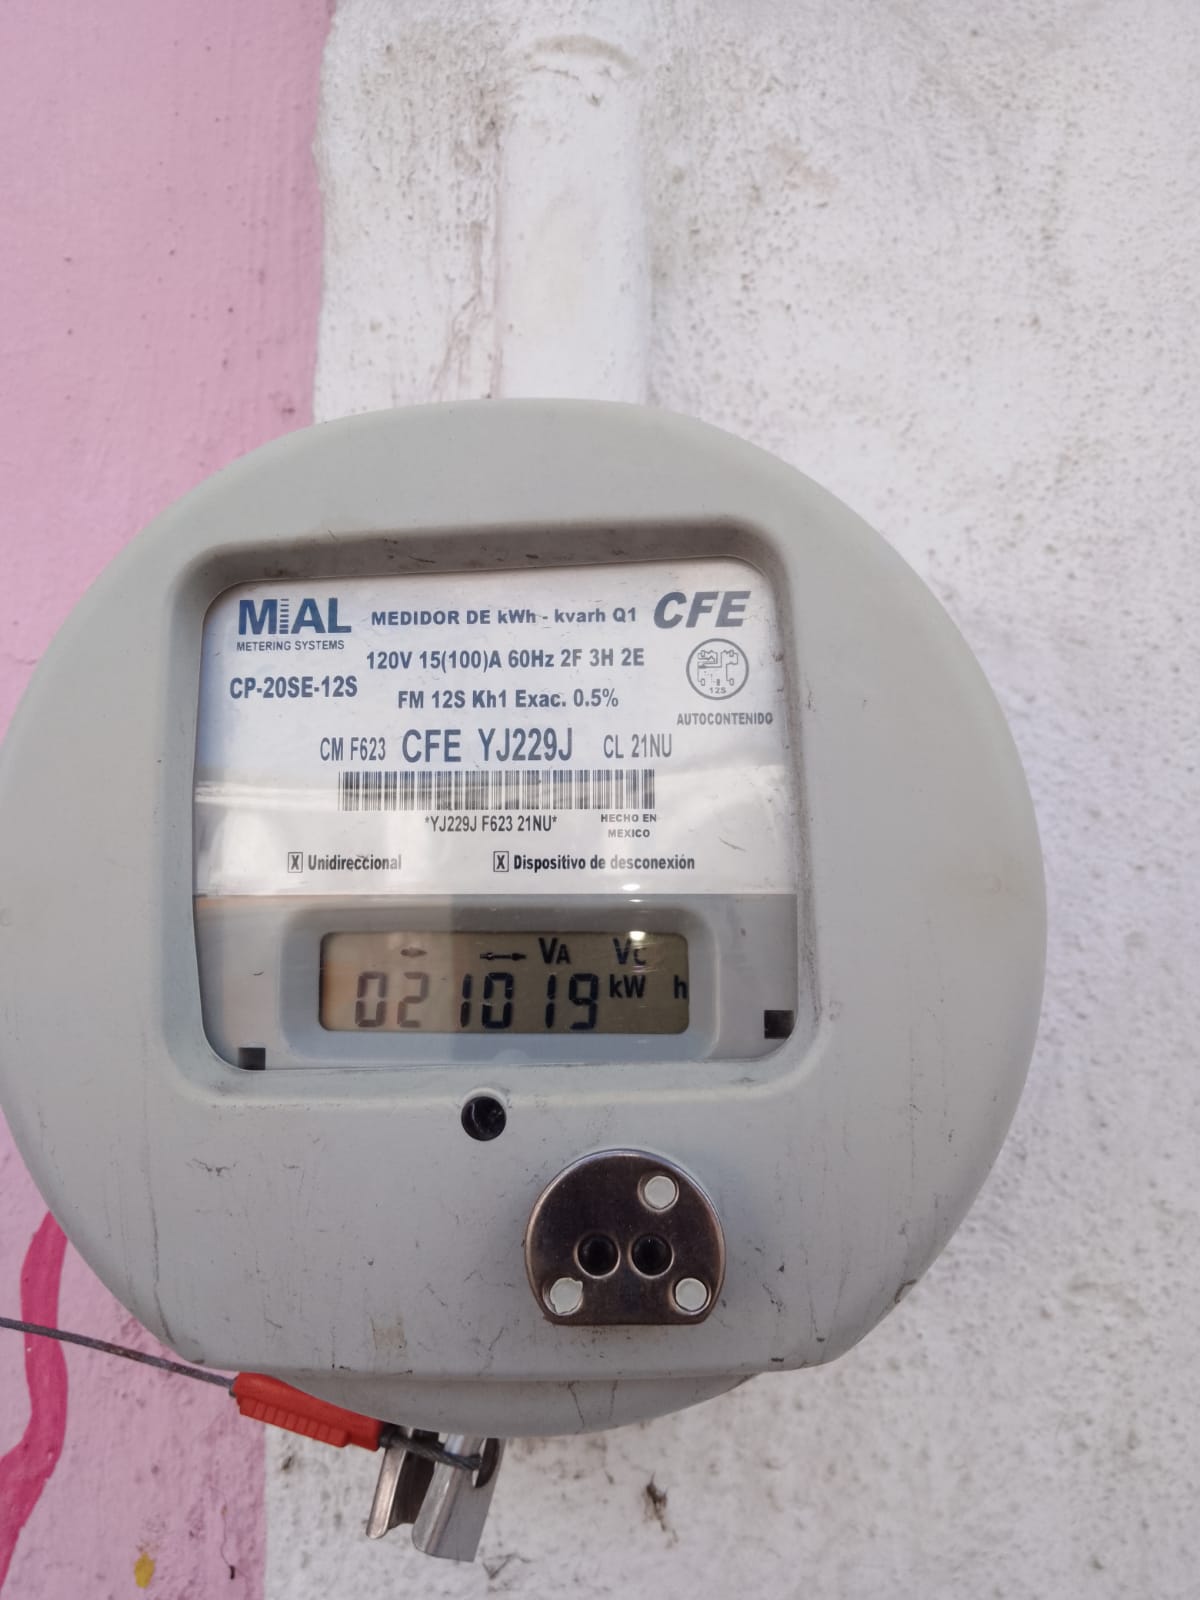 MIAL MEDIDOR DE kWh - kvarh Q1 CFE
METERING SYSTEMS
120V 15(100)A 60Hz 2F 3H 2E
CP-20SE-12S
FM 12S Kh1 Exac. 0.5%
12S
AUTOCONTENIDO
CM F623 CFE YJ229J CL 21NU
*YJ229J F623 21NU*
HECHO EN
MEXICO
X Unidireccional X Dispositivo de desconexión
VA VC
021019 kW h